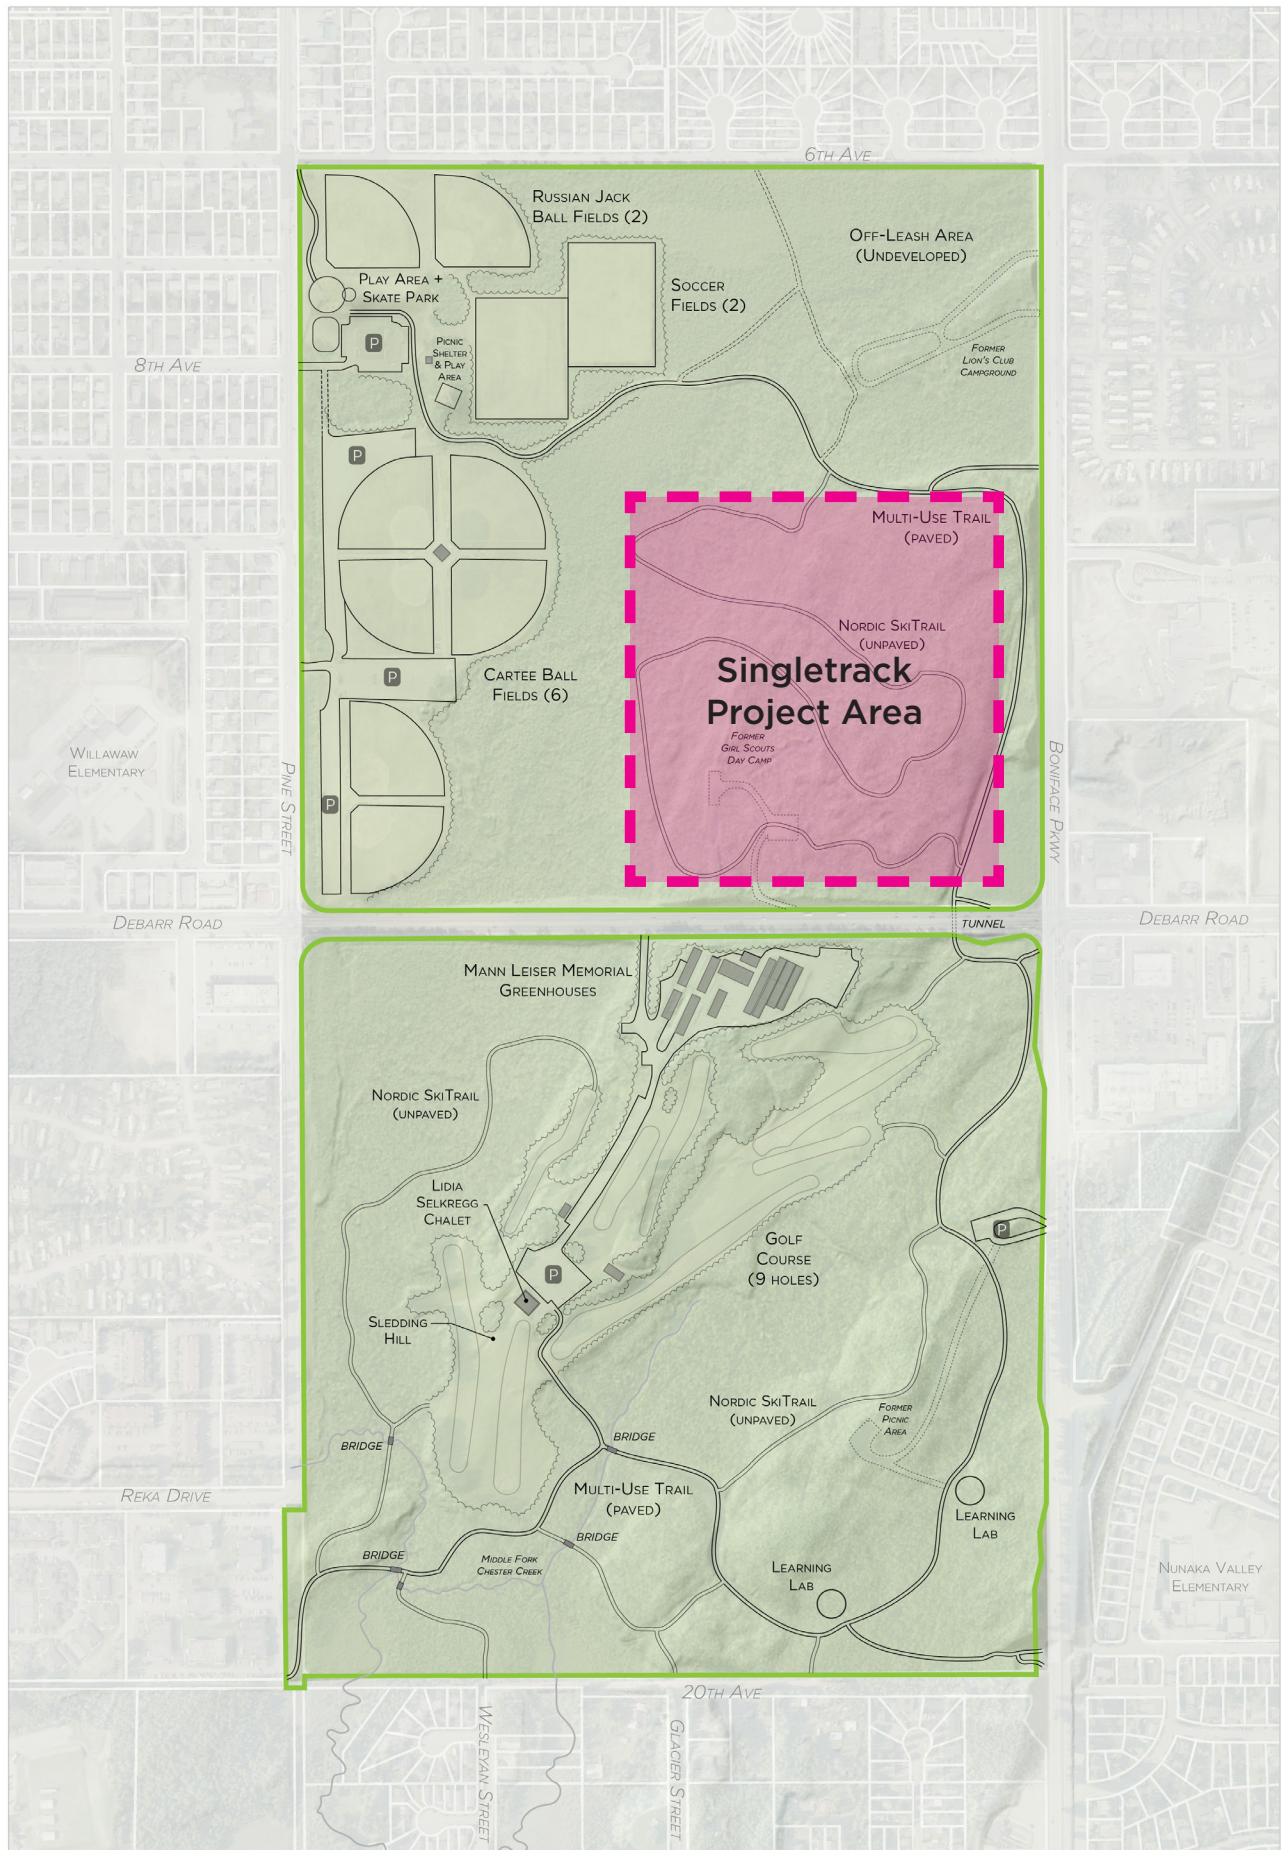 6TH AVE
RUSSIAN JACK
BALL FIELDS (2)
OFF-LEASH AREA
(UNDEVELOPED)
PLAY AREA +
SKATE PARK
SOCCER
FIELDS (2)
P
PICNIC
SHELTER
& PLAY
AREA
FORMER
LION'S CLUB
CAMPGROUND
8TH AVE
P
MULTI-USE TRAIL
(PAVED)
NORDIC SKITRAIL
(UNPAVED)
Singletrack
Project Area
CARTEE BALL
FIELDS (6)
P
FORMER
GIRL SCOUTS
DAY CAMP
WILLAWAW
ELEMENTARY
PINE STREET
BONIFACE PKWY
P
DEBARR ROAD
TUNNEL
DEBARR ROAD
MANN LEISER MEMORIAL
GREENHOUSES
NORDIC SKITRAIL
(UNPAVED)
LIDIA
SELKREGG
CHALET
P
GOLF
COURSE
(9 HOLES)
P
SLEDDING
HILL
NORDIC SKITRAIL
(UNPAVED)
FORMER
PICNIC
AREA
BRIDGE
BRIDGE
REKA DRIVE
MULTI-USE TRAIL
(PAVED)
LEARNING
LAB
BRIDGE
BRIDGE
MIDDLE FORK
CHESTER CREEK
LEARNING
LAB
NUNAKA VALLEY
ELEMENTARY
20TH AVE
WESLEYAN STREET
GLACIER STREET